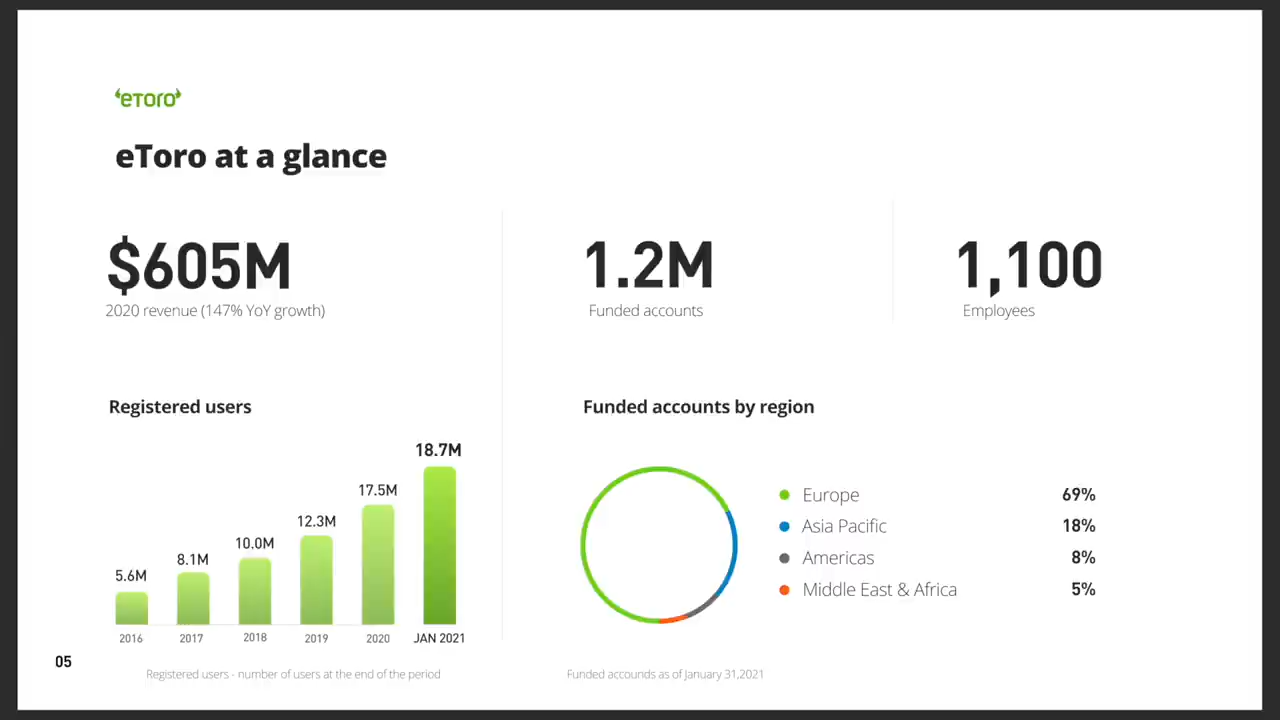 eToro
eToro at a glance
$605M
2020 revenue (147% YoY growth)
1.2M
Funded accounts
1,100
Employees
Registered users
5.6M
8.1M
10.0M
12.3M
17.5M
18.7M
2016
2017
2018
2019
2020
JAN 2021
Registered users - number of users at the end of the period
Funded accounts by region
Europe 69%
Asia Pacific 18%
Americas 8%
Middle East & Africa 5%
Funded accounds as of January 31,2021
05